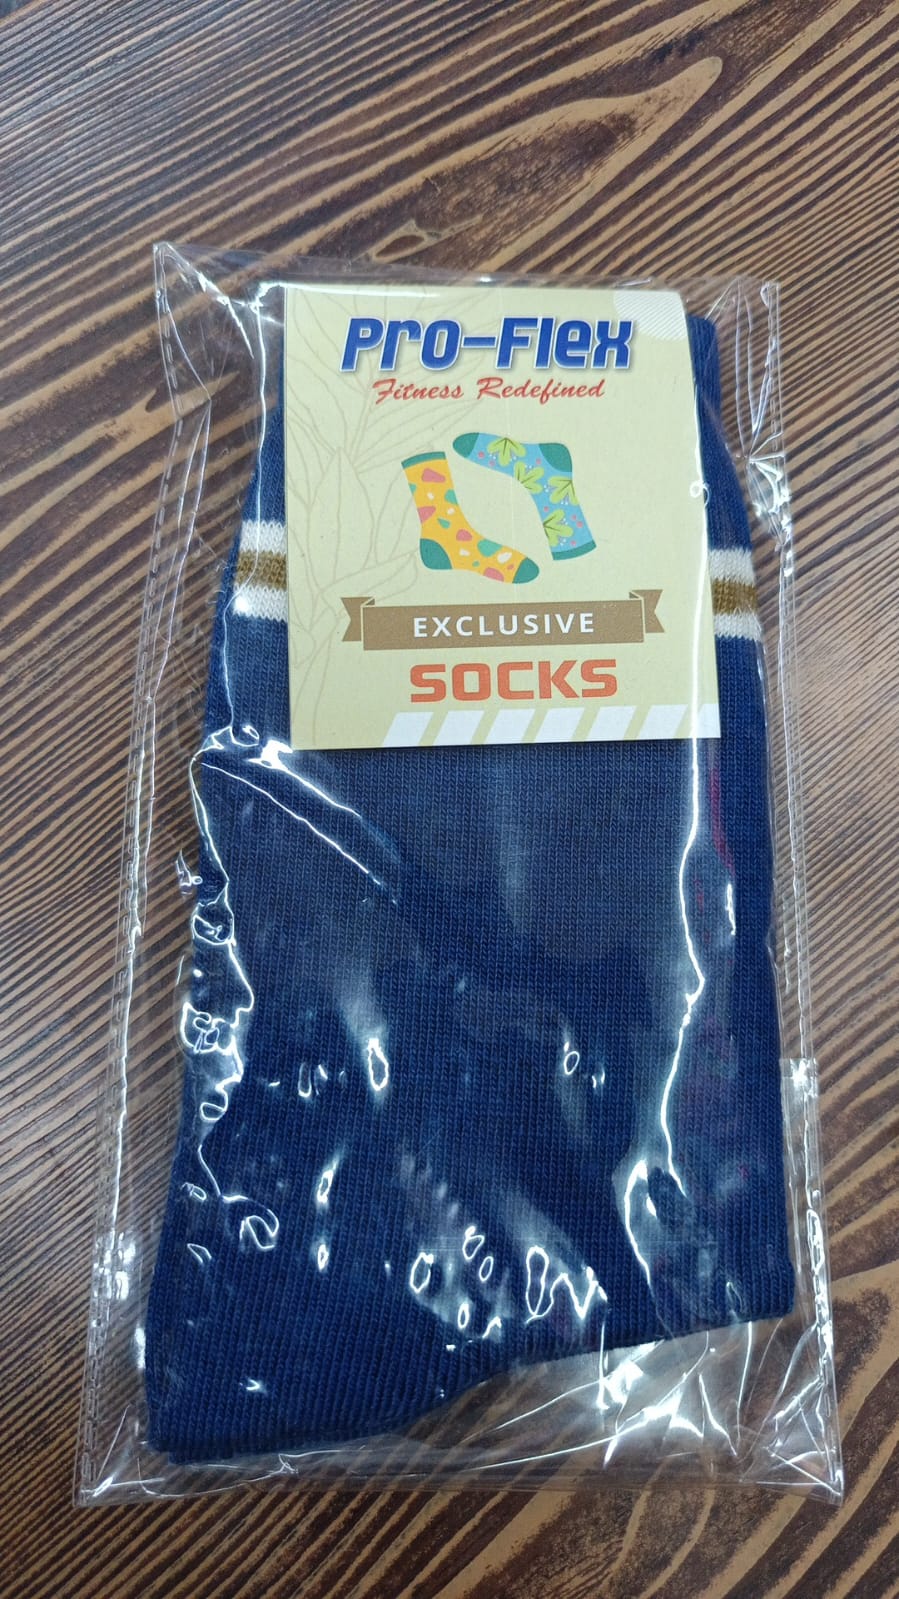 Pro-Flex
Fitness Redefined
EXCLUSIVE
SOCKS